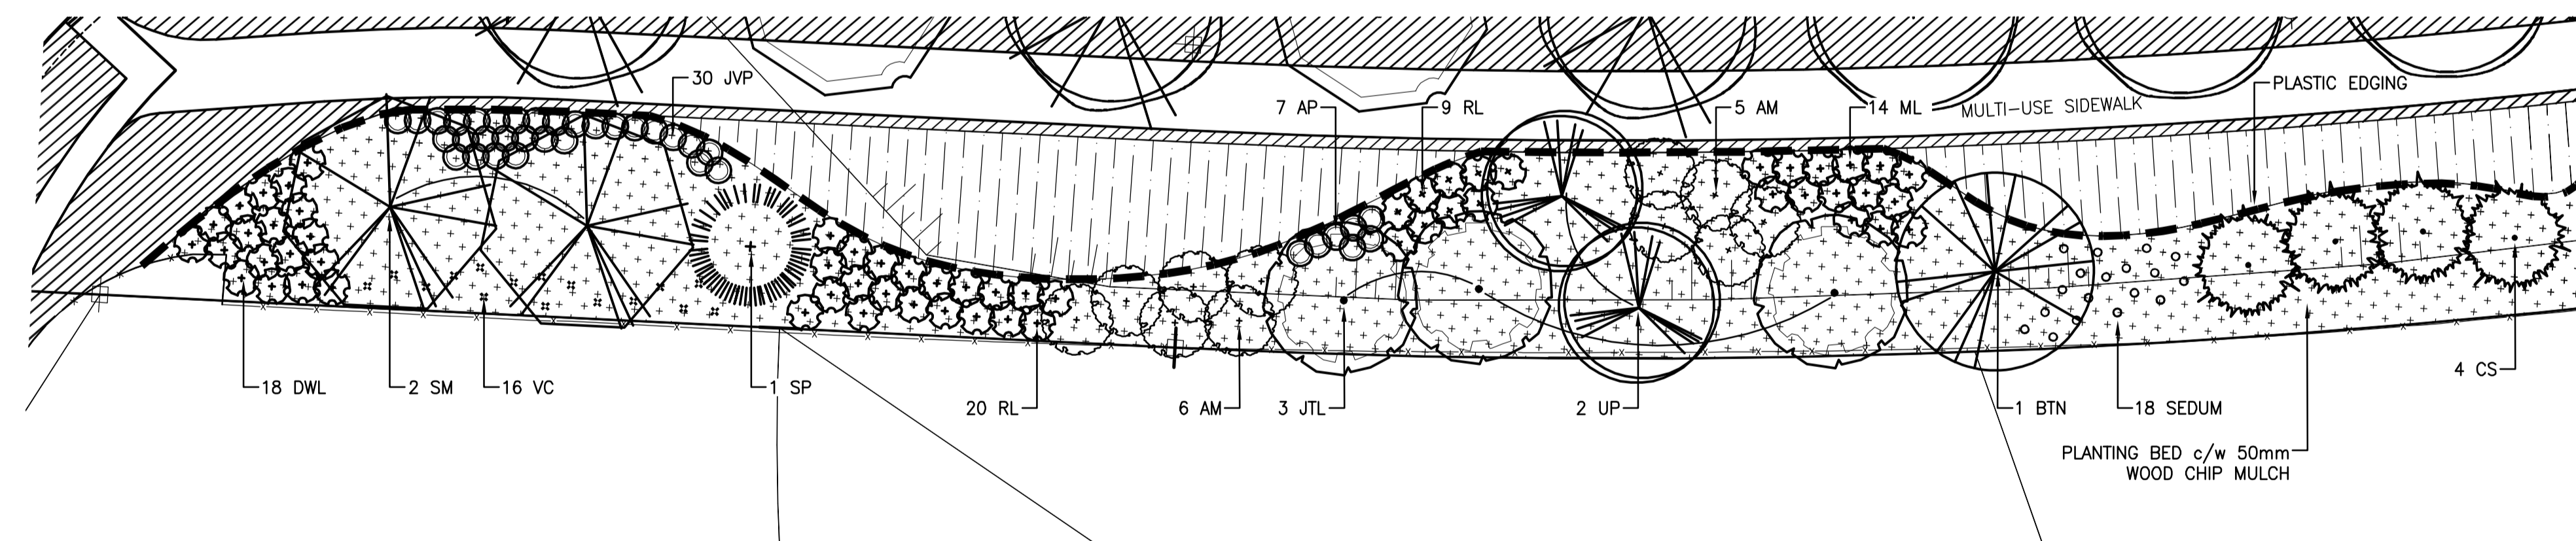 30 JVP
7 AP
9 RL
5 AM
14 ML
MULTI-USE SIDEWALK
PLASTIC EDGING
18 DWL
2 SM
16 VC
1 SP
20 RL
6 AM
3 JTL
2 UP
1 BTN
18 SEDUM
4 CS
PLANTING BED c/w 50mm
WOOD CHIP MULCH